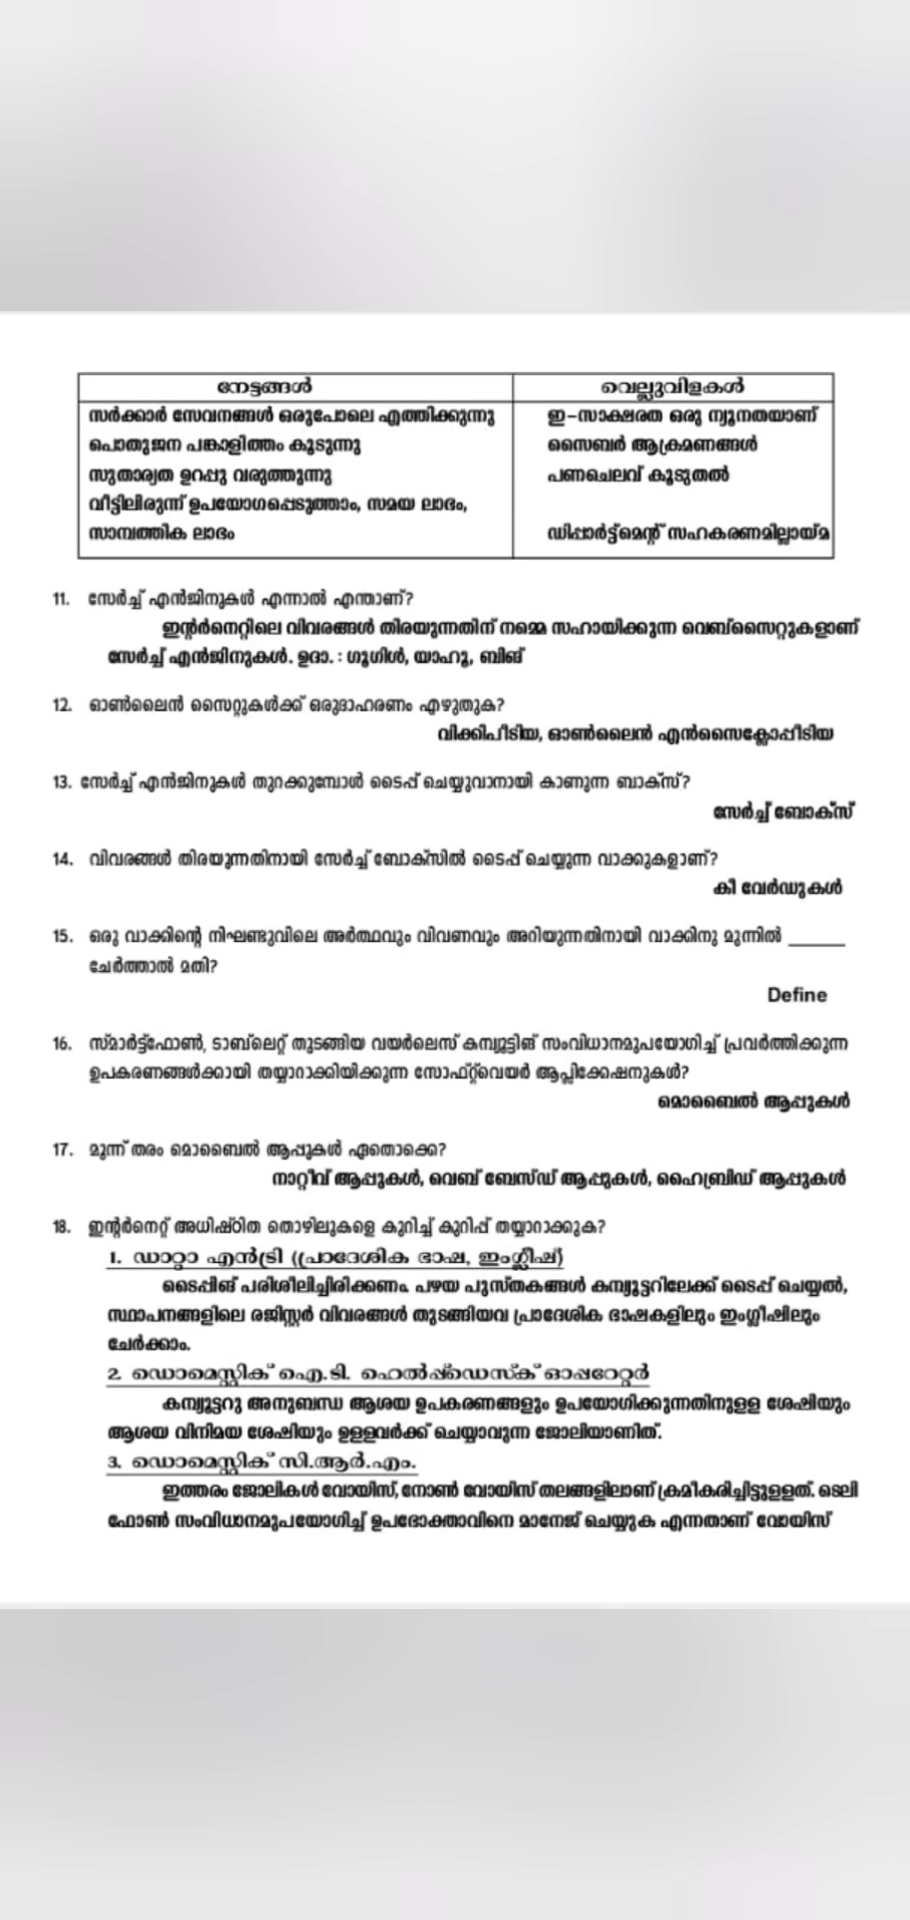 നേട്ടങ്ങൾ
വെല്ലുവിളകൾ
സർക്കാർ സേവനങ്ങൾ ഒരുപോലെ എത്തിക്കുന്നു
ഇ-സാക്ഷരത ഒരു ന്യൂനതയാണ്
പൊതുജന പങ്കാളിത്തം കൂടുന്നു
സൈബർ ആക്രമണങ്ങൾ
സുതാര്യത ഉറപ്പു വരുത്തുന്നു
പണചെലവ് കൂടുതൽ
വീട്ടിലിരുന്ന് ഉപയോഗപ്പെടുത്താം, സമയ ലാഭം,
സാമ്പത്തിക ലാഭം
ഡിപ്പാർട്ട്മെന്റ് സഹകരണമില്ലായ്മ
11. സേർച്ച് എൻജിനുകൾ എന്നാൽ എന്താണ്?
ഇന്റർനെറ്റിലെ വിവരങ്ങൾ തിരയുന്നതിന് നമ്മെ സഹായിക്കുന്ന വെബ്സൈറ്റുകളാണ്
സേർച്ച് എൻജിനുകൾ. ഉദാ. : ഗൂഗിൾ, യാഹൂ, ബിങ്
12. ഓൺലൈൻ സൈറ്റുകൾക്ക് ഒരുദാഹരണം എഴുതുക?
വിക്കിപീടിയ, ഓൺലൈൻ എൻസൈക്ലോപ്പീടിയ
13. സേർച്ച് എൻജിനുകൾ തുറക്കുമ്പോൾ ടൈപ്പ് ചെയ്യുവാനായി കാണുന്ന ബാക്സ്?
സേർച്ച് ബോക്സ്
14. വിവരങ്ങൾ തിരയുന്നതിനായി സേർച്ച് ബോക്സിൽ ടൈപ്പ് ചെയ്യുന്ന വാക്കുകളാണ്?
കീ വേർഡുകൾ
15. ഒരു വാക്കിന്റെ നിഘണ്ടുവിലെ അർത്ഥവും വിവണവും അറിയുന്നതിനായി വാക്കിനു മുന്നിൽ ______
ചേർത്താൽ മതി?
Define
16. സ്മാർട്ട്ഫോൺ, ടാബ്ലെറ്റ് തുടങ്ങിയ വയർലെസ് കമ്പ്യൂട്ടിങ് സംവിധാനമുപയോഗിച്ച് പ്രവർത്തിക്കുന്ന
ഉപകരണങ്ങൾക്കായി തയ്യാറാക്കിയിക്കുന്ന സോഫ്റ്റ്വെയർ ആപ്ലിക്കേഷനുകൾ?
മൊബൈൽ ആപ്പുകൾ
17. മൂന്ന് തരം മൊബൈൽ ആപ്പുകൾ ഏതൊക്കെ?
നാറ്റീവ് ആപ്പുകൾ, വെബ് ബേസ്ഡ് ആപ്പുകൾ, ഹൈബ്രിഡ് ആപ്പുകൾ
18. ഇന്റർനെറ്റ് അധിഷ്ഠിത തൊഴിലുകളെ കുറിച്ച് കുറിപ്പ് തയ്യാറാക്കുക?
1. ഡാറ്റാ എൻട്രി (പ്രാദേശിക ഭാഷ, ഇംഗ്ലീഷ്)
ടൈപ്പിങ് പരിശീലിച്ചിരിക്കണം. പഴയ പുസ്തകങ്ങൾ കമ്പ്യൂട്ടറിലേക്ക് ടൈപ്പ് ചെയ്യൽ,
സ്ഥാപനങ്ങളിലെ രജിസ്റ്റർ വിവരങ്ങൾ തുടങ്ങിയവ പ്രാദേശിക ഭാഷകളിലും ഇംഗ്ലീഷിലും
ചേർക്കാം.
2. ഡൊമെസ്റ്റിക് ഐ.ടി. ഹെൽപ്ഡെസ്ക് ഓപ്പറേറ്റർ
കമ്പ്യൂട്ടറു അനുബന്ധ ആശയ ഉപകരണങ്ങളും ഉപയോഗിക്കുന്നതിനുളള ശേഷിയും
ആശയ വിനിമയ ശേഷിയും ഉളളവർക്ക് ചെയ്യാവുന്ന ജോലിയാണിത്.
3. ഡൊമെസ്റ്റിക് സി.ആർ.എം.
ഇത്തരം ജോലികൾ വോയിസ്, നോൺ വോയിസ് തലങ്ങളിലാണ് ക്രമീകരിച്ചിട്ടുളളത്. ടെലി
ഫോൺ സംവിധാനമുപയോഗിച്ച് ഉപഭോക്താവിനെ മാനേജ് ചെയ്യുക എന്നതാണ് വോയിസ്